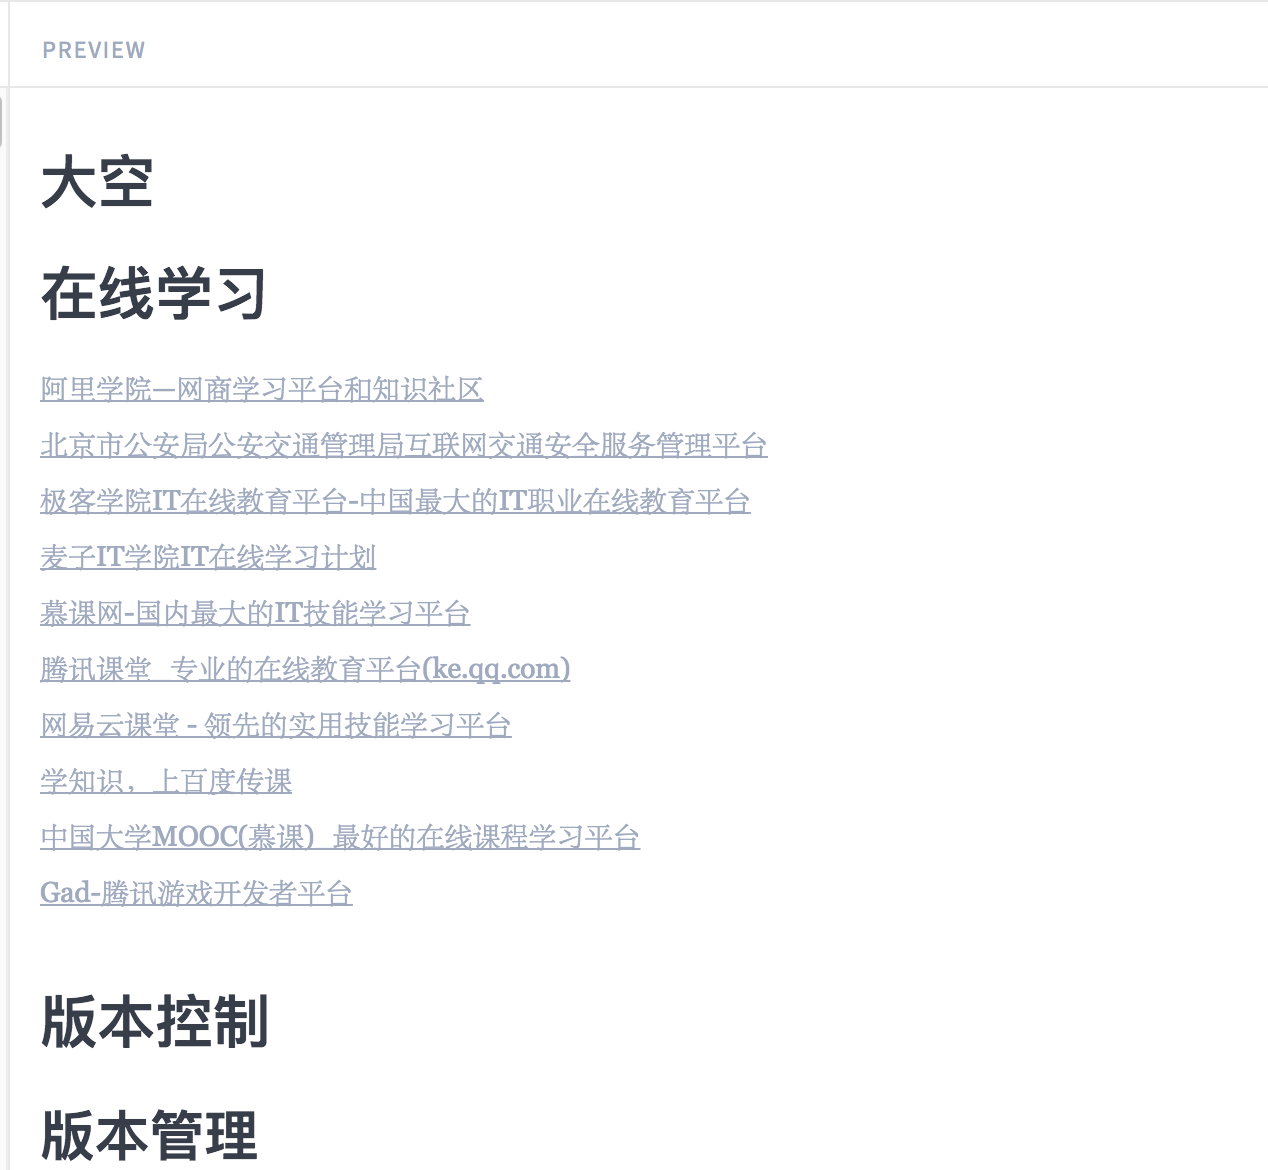 PREVIEW
大空
在线学习
阿里学院—网商学习平台和知识社区
北京市公安局公安交通管理局互联网交通安全服务管理平台
极客学院IT在线教育平台-中国最大的IT职业在线教育平台
麦子IT学院IT在线学习计划
慕课网-国内最大的IT技能学习平台
腾讯课堂_专业的在线教育平台(ke.qq.com)
网易云课堂 - 领先的实用技能学习平台
学知识，上百度传课
中国大学MOOC(慕课)_最好的在线课程学习平台
Gad-腾讯游戏开发者平台
版本控制
版本管理